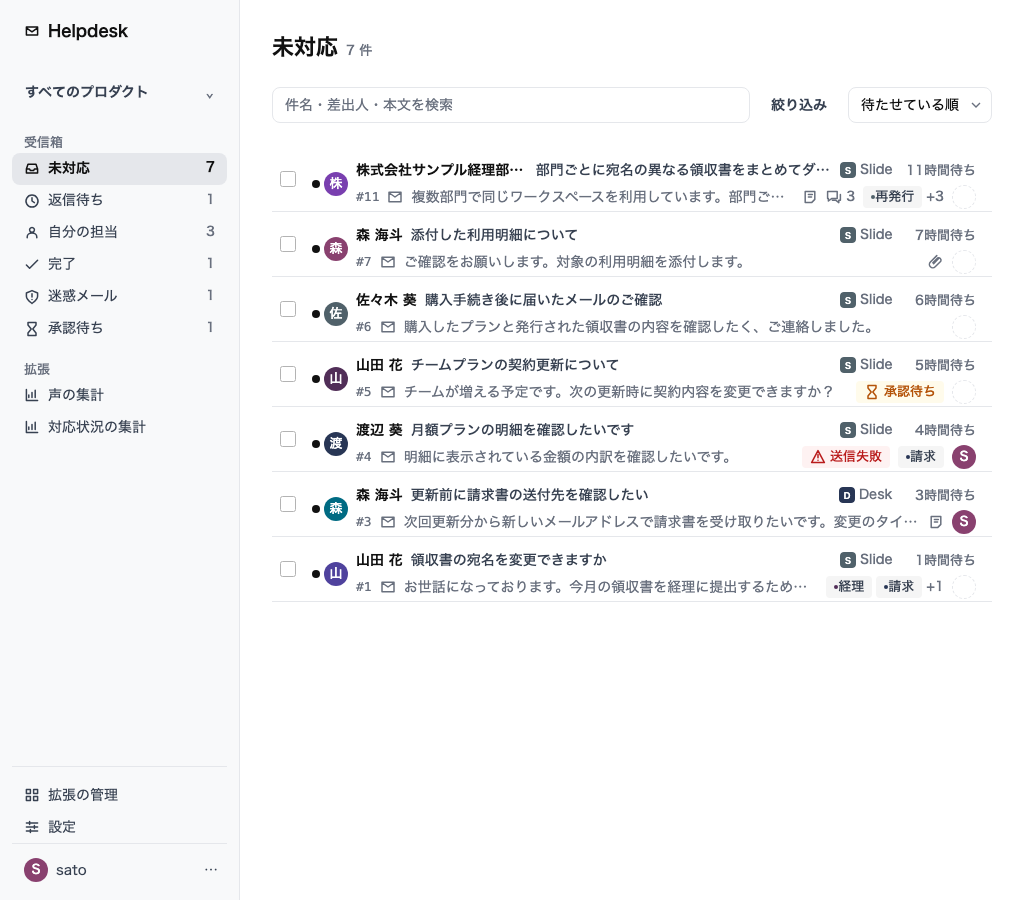 Helpdesk
すべてのプロダクト
受信箱
未対応 7
返信待ち 1
自分の担当 3
完了 1
迷惑メール 1
承認待ち 1
拡張
声の集計
対応状況の集計
拡張の管理
設定
S sato …
未対応 7 件
件名・差出人・本文を検索 絞り込み 待たせている順
株式会社サンプル経理部… 部門ごとに宛名の異なる領収書をまとめてダ… S Slide 11時間待ち
株 #11 複数部門で同じワークスペースを利用しています。部門ご… 3 •再発行 +3
森 海斗 添付した利用明細について S Slide 7時間待ち
森 #7 ご確認をお願いします。対象の利用明細を添付します。
佐々木 葵 購入手続き後に届いたメールのご確認 S Slide 6時間待ち
佐 #6 購入したプランと発行された領収書の内容を確認したく、ご連絡しました。
山田 花 チームプランの契約更新について S Slide 5時間待ち
山 #5 チームが増える予定です。次の更新時に契約内容を変更できますか？ 承認待ち
渡辺 葵 月額プランの明細を確認したいです S Slide 4時間待ち
渡 #4 明細に表示されている金額の内訳を確認したいです。 送信失敗 •請求 S
森 海斗 更新前に請求書の送付先を確認したい D Desk 3時間待ち
森 #3 次回更新分から新しいメールアドレスで請求書を受け取りたいです。変更のタイ… S
山田 花 領収書の宛名を変更できますか S Slide 1時間待ち
山 #1 お世話になっております。今月の領収書を経理に提出するため… •経理 •請求 +1